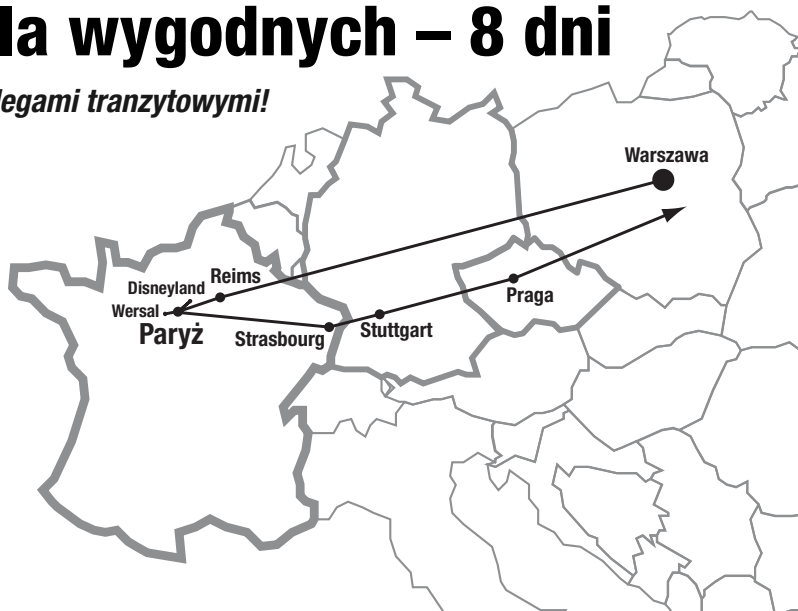 la wygodnych – 8 dni
legami tranzytowymi!
Warszawa
Disneyland
Reims
Wersal
Paryż
Strasbourg
Stuttgart
Praga